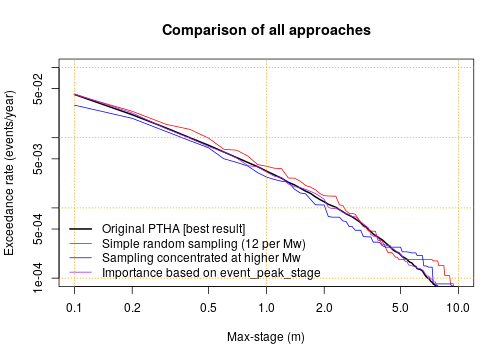 Comparison of all approaches
Exceedance rate (events/year)
5e-02
5e-03
5e-04
1e-04
Original PTHA [best result]
Simple random sampling (12 per Mw)
Sampling concentrated at higher Mw
Importance based on event_peak_stage
0.1 0.2 0.5 1.0 2.0 5.0 10.0
Max-stage (m)